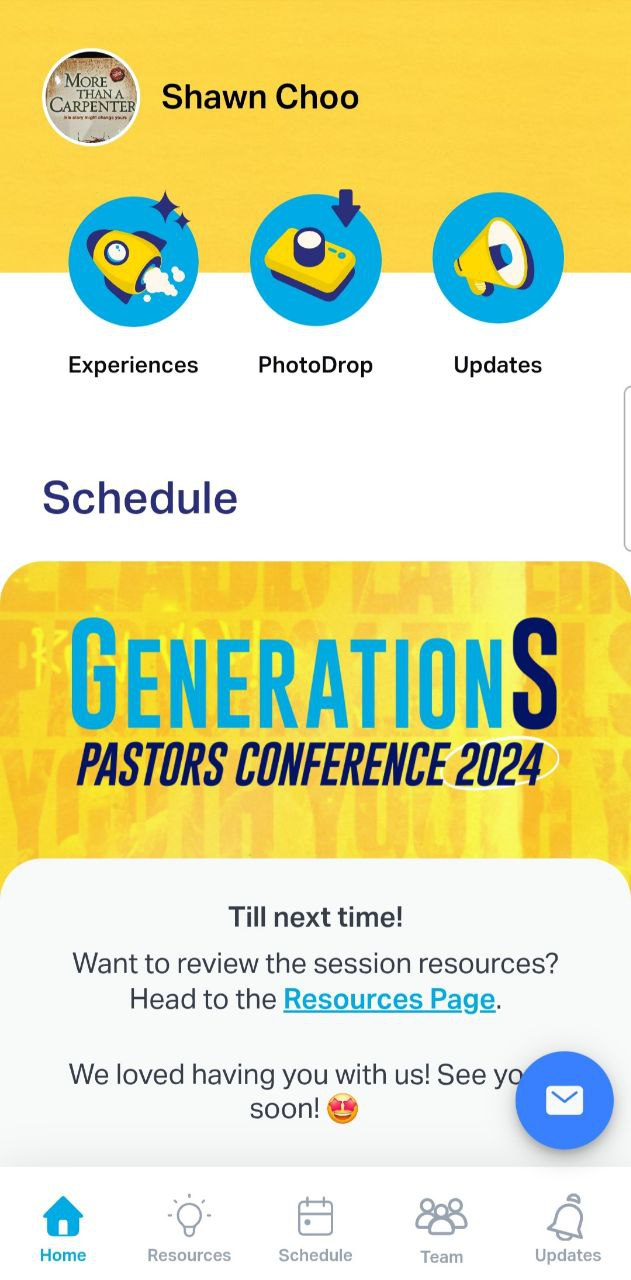 MORE
THAN A
CARPENTER
Shawn Choo
Experiences
PhotoDrop
Updates
Schedule
GENERATIONS
PASTORS CONFERENCE 2024
Till next time!
Want to review the session resources?
Head to the Resources Page.
We loved having you with us! See yo
soon! 🤩
Home
Resources
Schedule
Team
Updates